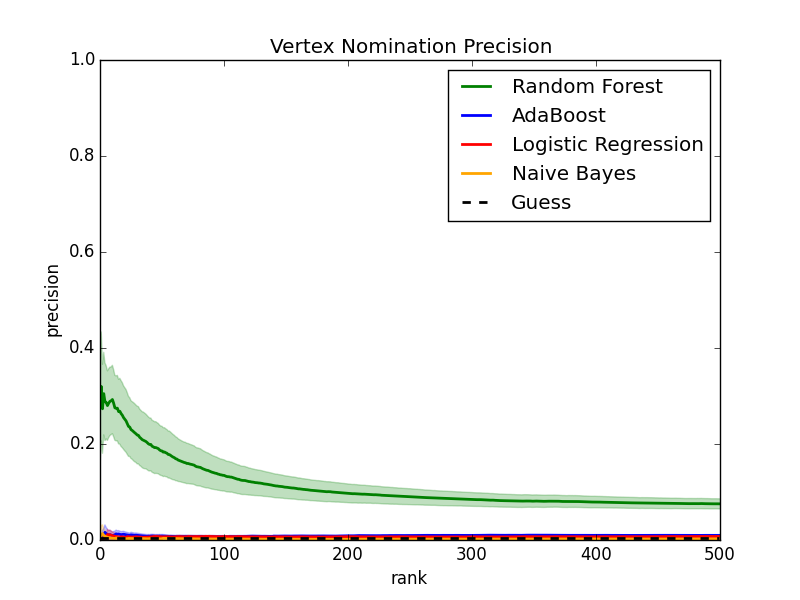 Vertex Nomination Precision
1.0
0.8
0.6
0.4
0.2
0.0
precision
Random Forest
AdaBoost
Logistic Regression
Naive Bayes
Guess
0 100 200 300 400 500
rank